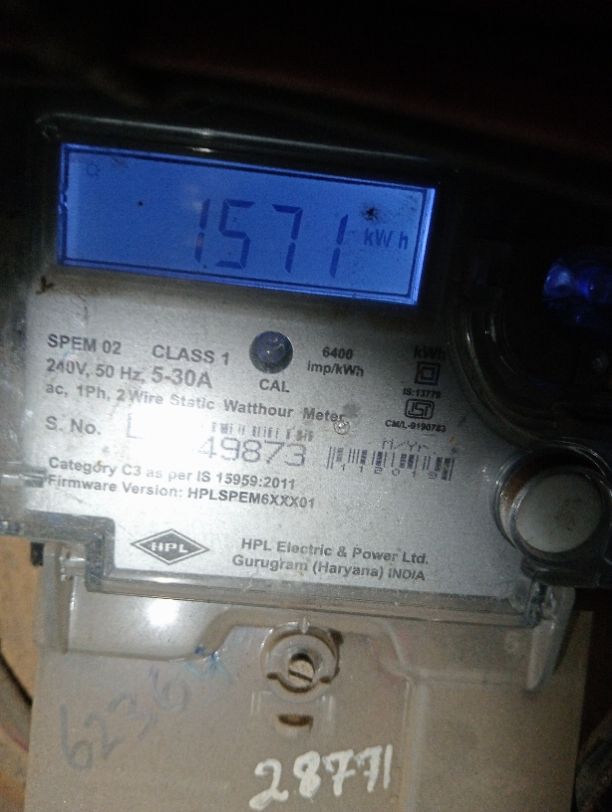 1571 kWh
SPEM 02 CLASS 1 6400 imp/kWh kWh
240V, 50 Hz, 5-30A CAL IS:13779
ac, 1Ph, 2 Wire Static Watthour Meter CM/L-9190783
S. No. 49873 M/Yr
112019
Category C3 as per IS 15959:2011
Firmware Version: HPLSPEM6XXX01
HPL HPL Electric & Power Ltd.
Gurugram (Haryana) INDIA
62364
28771